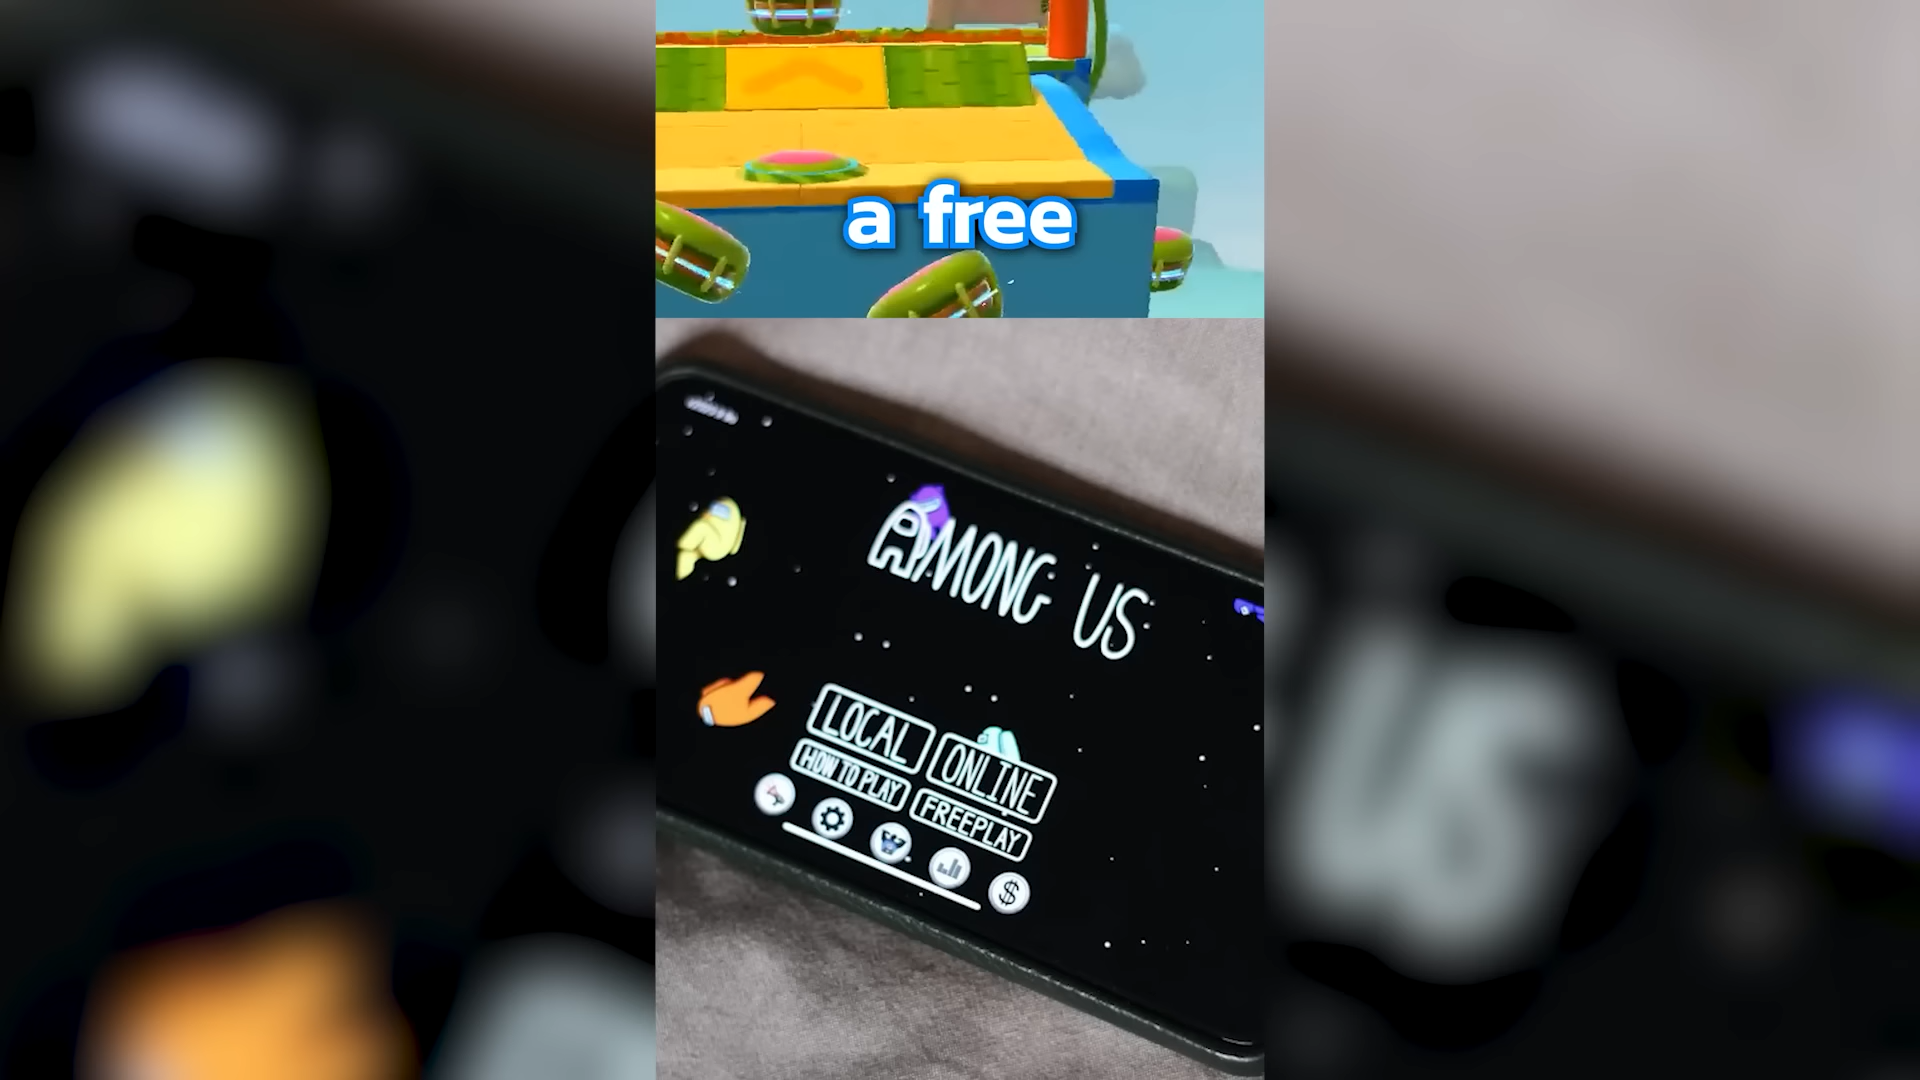 a free
AMONG US
LOCAL
ONLINE
HOW TO PLAY
FREEPLAY
$